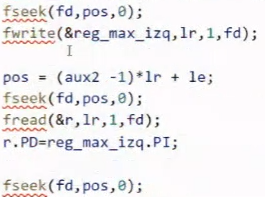 fseek(fd,pos,0);
fwrite(&reg_max_izq,lr,1,fd);
pos = (aux2 -1)*lr + le;
fseek(fd,pos,0);
fread(&r,lr,1,fd);
r.PD=reg_max_izq.PI;
fseek(fd,pos,0);